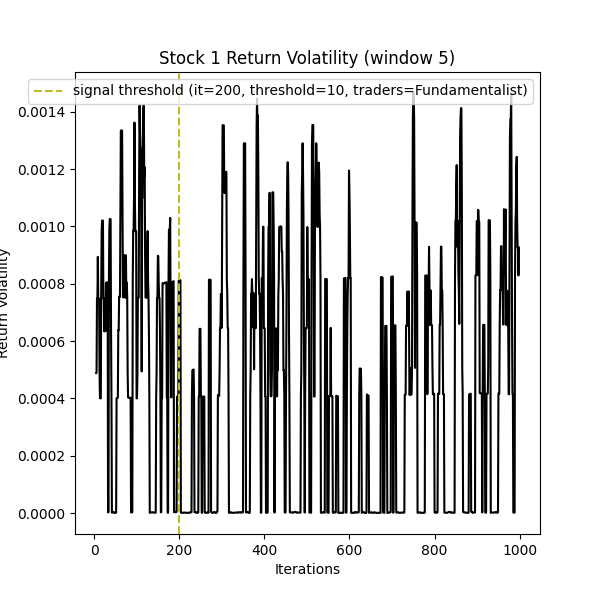 Stock 1 Return Volatility (window 5)
signal threshold (it=200, threshold=10, traders=Fundamentalist)
0.0014
0.0012
0.0010
0.0008
0.0006
0.0004
0.0002
0.0000
Return Volatility
0 200 400 600 800 1000
Iterations